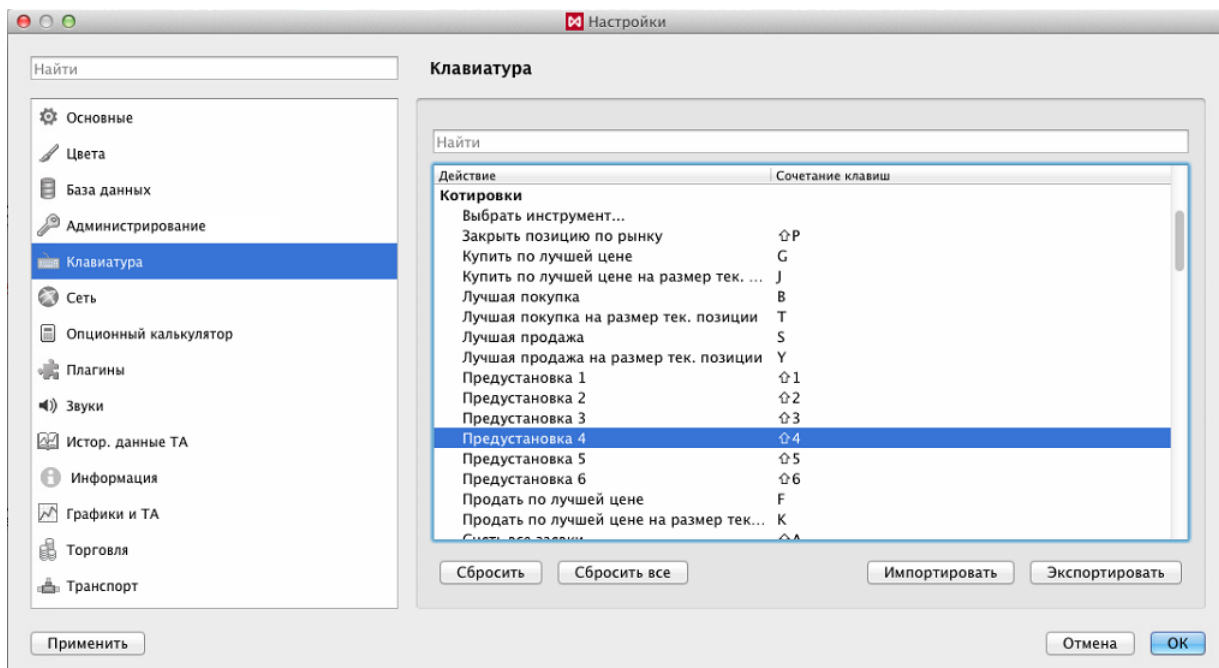 Настройки
Найти
Клавиатура
Основные
Цвета
База данных
Администрирование
Клавиатура
Сеть
Опционный калькулятор
Плагины
Звуки
Истор. данные ТА
Информация
Графики и ТА
Торговля
Транспорт
Найти
Действие Сочетание клавиш
Котировки
Выбрать инструмент...
Закрыть позицию по рынку ⇧P
Купить по лучшей цене G
Купить по лучшей цене на размер тек. ... J
Лучшая покупка B
Лучшая покупка на размер тек. позиции T
Лучшая продажа S
Лучшая продажа на размер тек. позиции Y
Предустановка 1 ⇧1
Предустановка 2 ⇧2
Предустановка 3 ⇧3
Предустановка 4 ⇧4
Предустановка 5 ⇧5
Предустановка 6 ⇧6
Продать по лучшей цене F
Продать по лучшей цене на размер тек... K
Снять все заявки ⇧A
Сбросить Сбросить все Импортировать Экспортировать
Применить Отмена OK